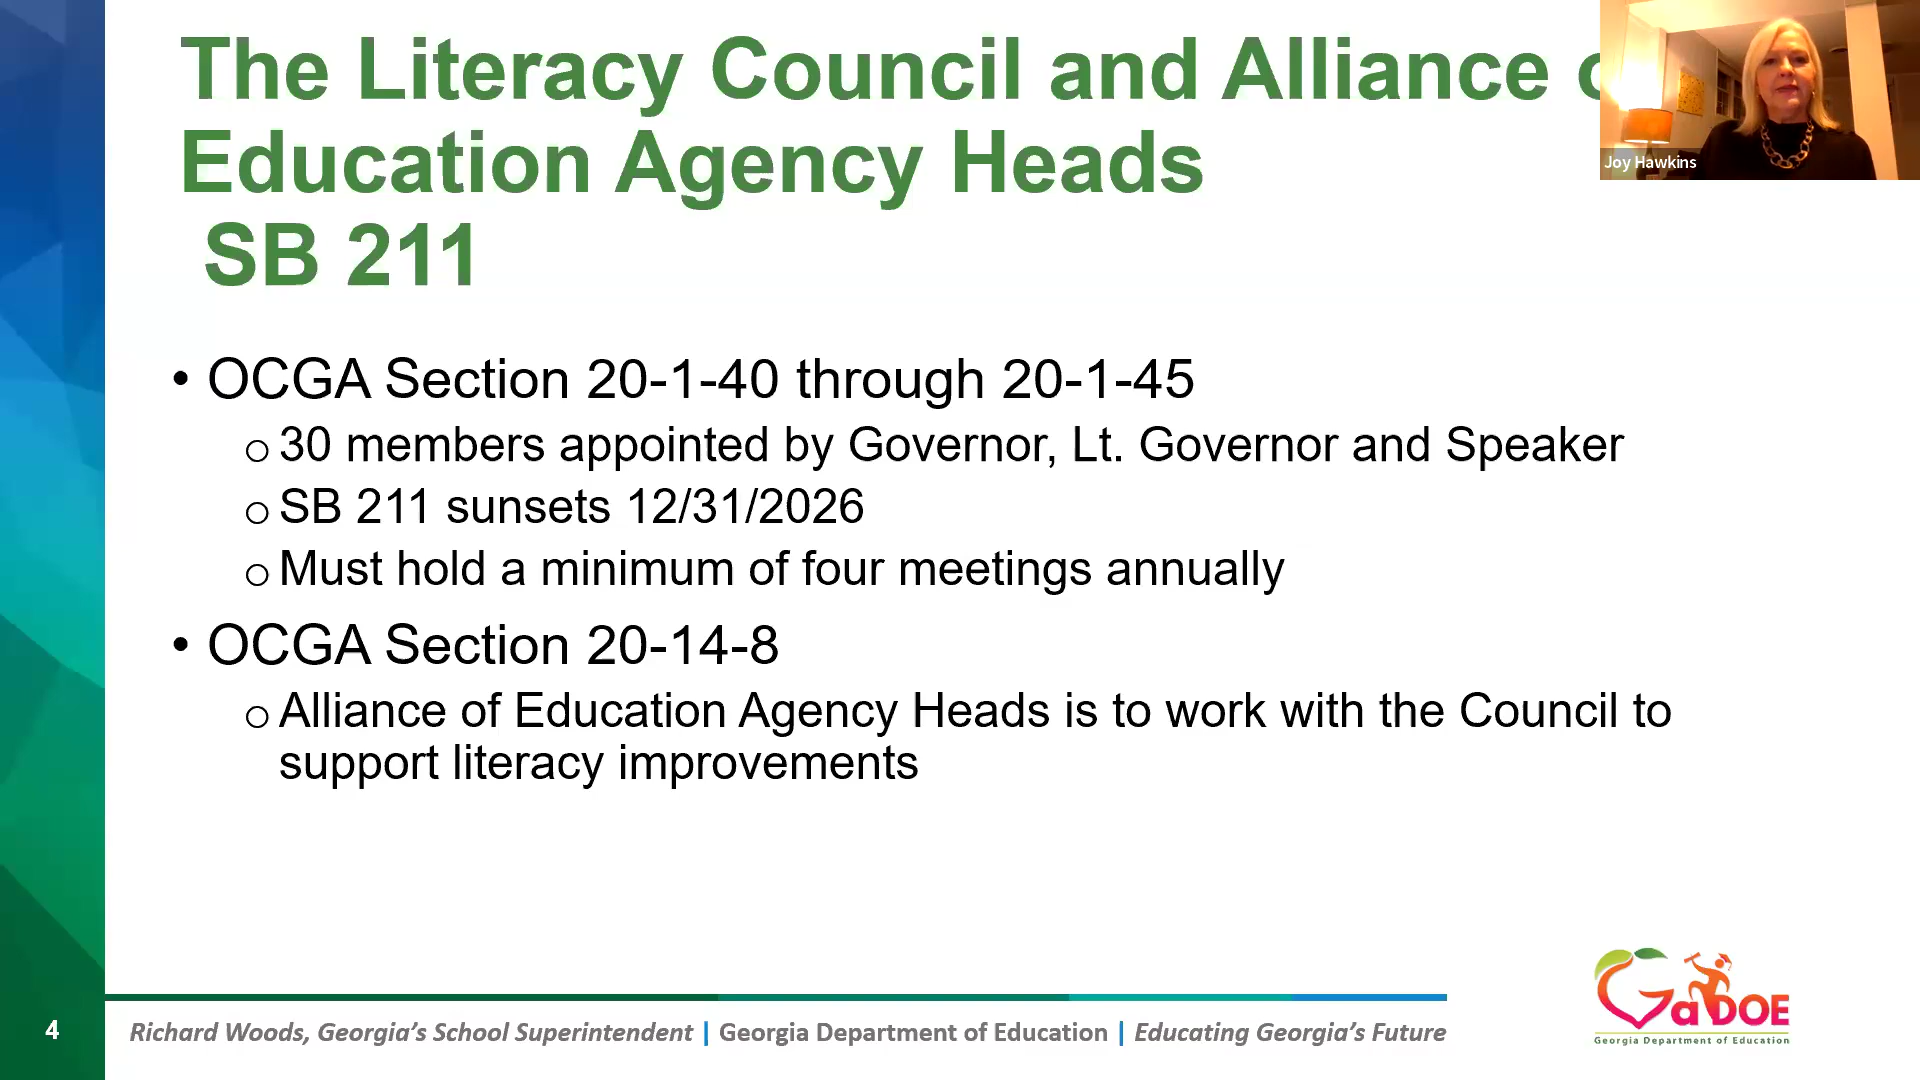 The Literacy Council and Alliance
Education Agency Heads
SB 211
Joy Hawkins
• OCGA Section 20-1-40 through 20-1-45
o 30 members appointed by Governor, Lt. Governor and Speaker
o SB 211 sunsets 12/31/2026
o Must hold a minimum of four meetings annually
• OCGA Section 20-14-8
o Alliance of Education Agency Heads is to work with the Council to
support literacy improvements
4
Richard Woods, Georgia's School Superintendent | Georgia Department of Education | Educating Georgia's Future
GaDOE
Georgia Department of Education